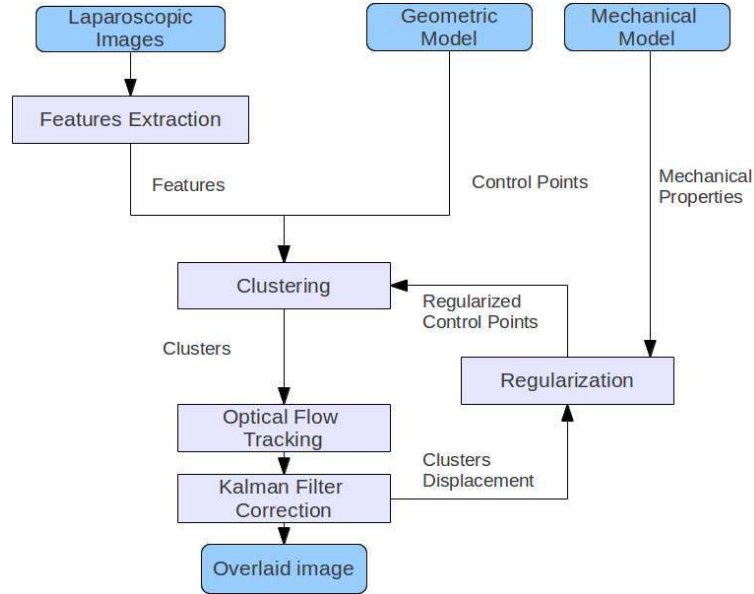 Laparoscopic
Images
Geometric
Model
Mechanical
Model
Features Extraction
Features
Control Points
Mechanical
Properties
Clustering
Regularized
Control Points
Clusters
Regularization
Optical Flow
Tracking
Clusters
Displacement
Kalman Filter
Correction
Overlaid image